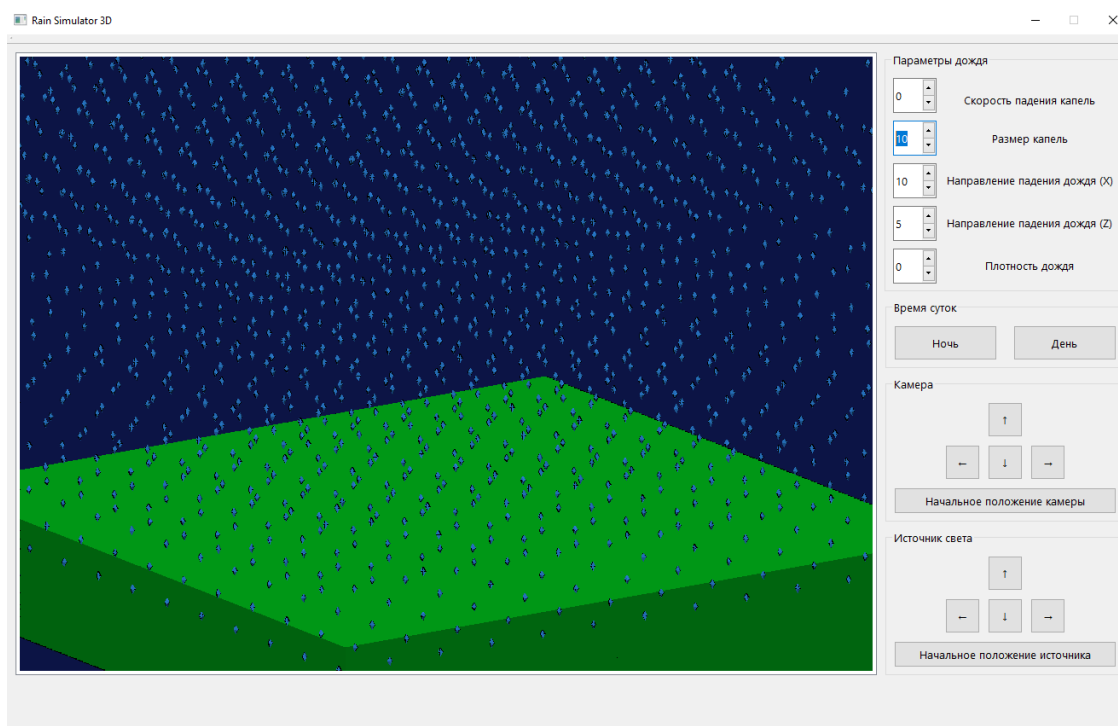 Rain Simulator 3D
Параметры дождя
0 Скорость падения капель
10 Размер капель
10 Направление падения дождя (X)
5 Направление падения дождя (Z)
0 Плотность дождя
Время суток
Ночь День
Камера
↑
← ↓ →
Начальное положение камеры
Источник света
↑
← ↓ →
Начальное положение источника